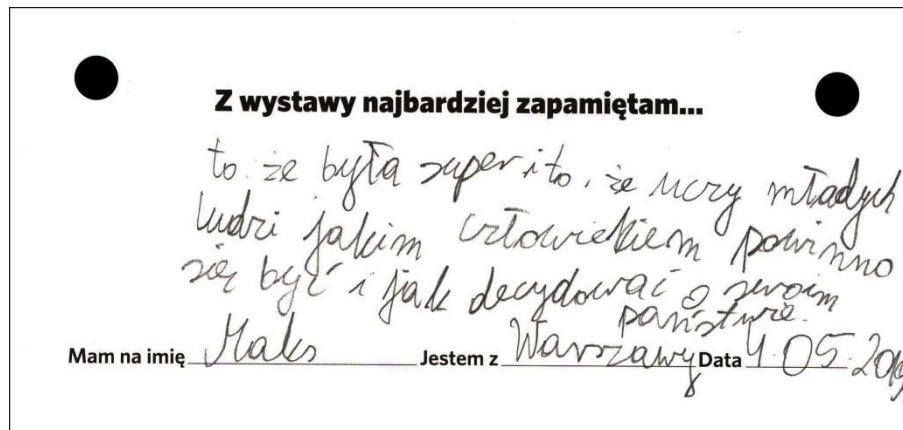 Z wystawy najbardziej zapamiętam...
to że była super i to, że uczy młodych
ludzi jakim człowiekiem powinno
się być i jak decydować o swoim
państwie.
Mam na imię Maks Jestem z Warszawy Data 4.05.